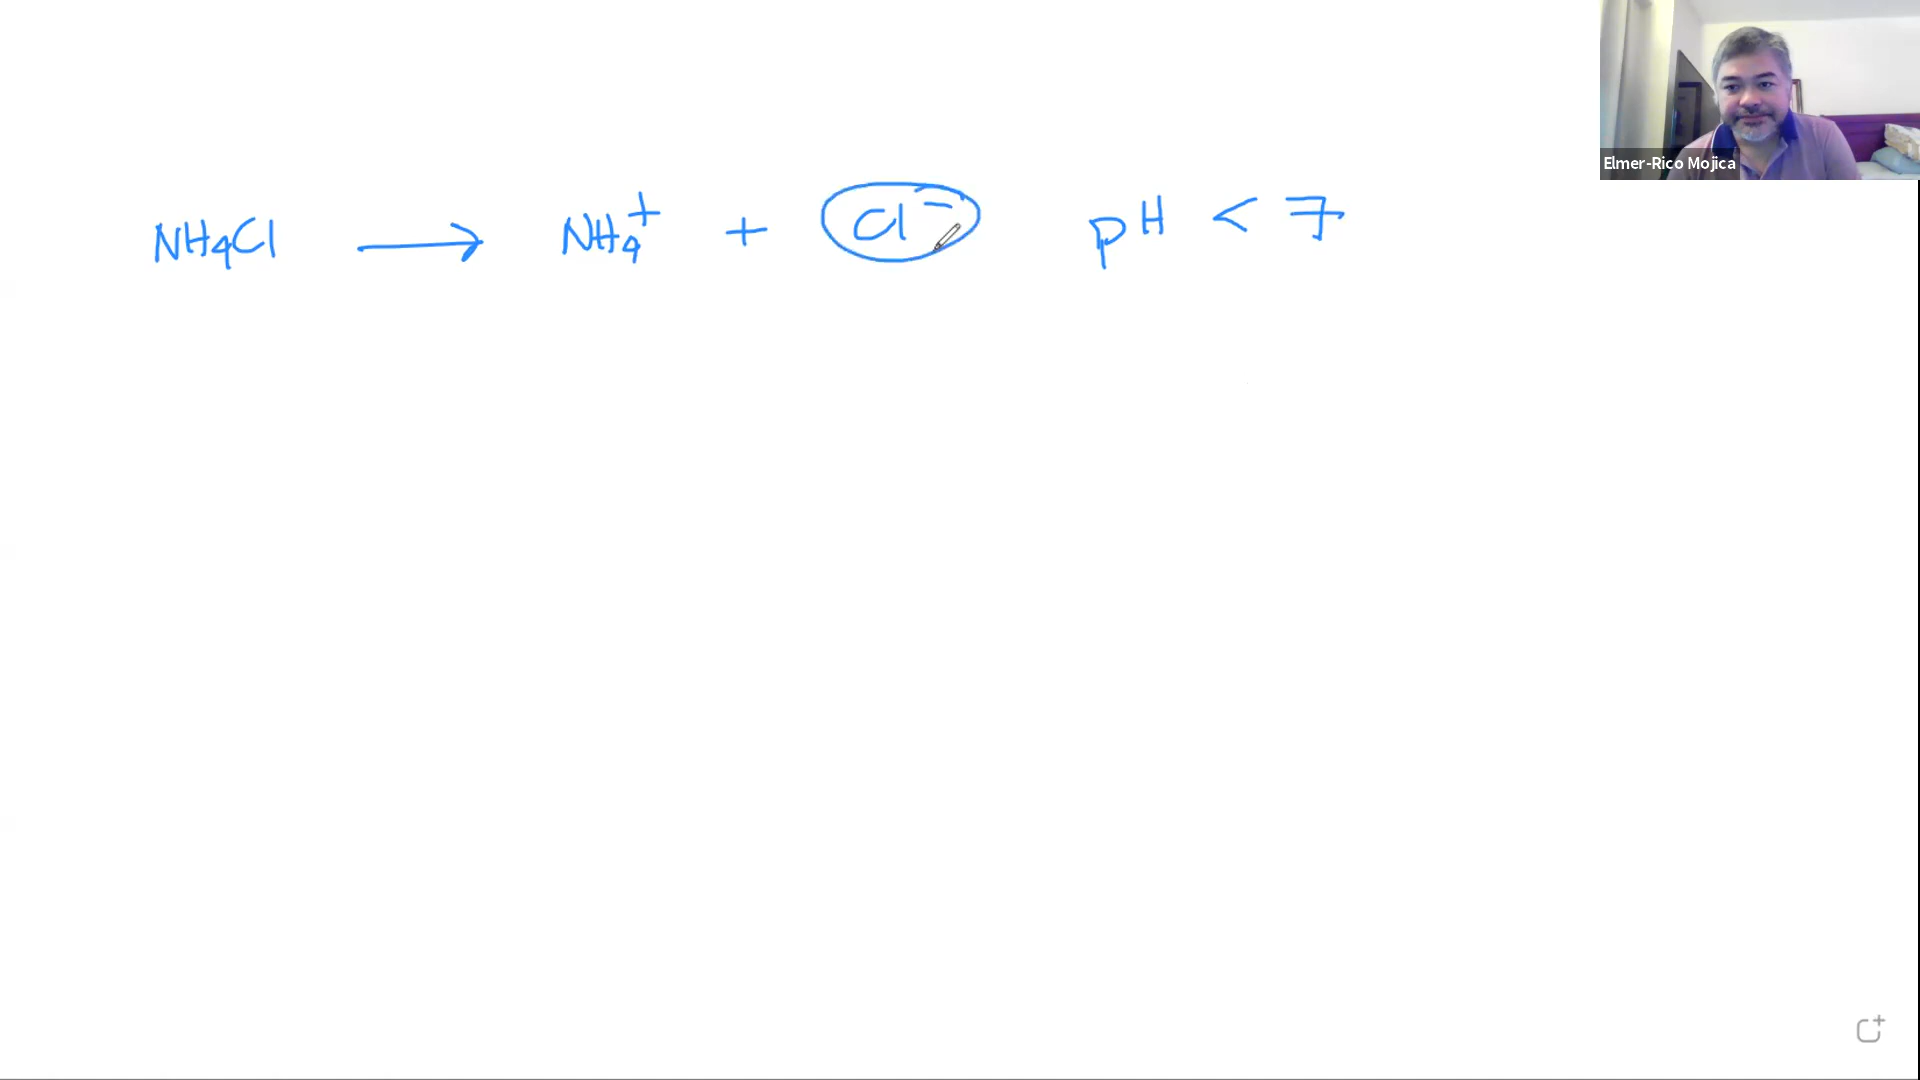 Elmer-Rico Mojica
NH₄Cl ⟶ NH₄⁺ + Cl⁻ pH < 7